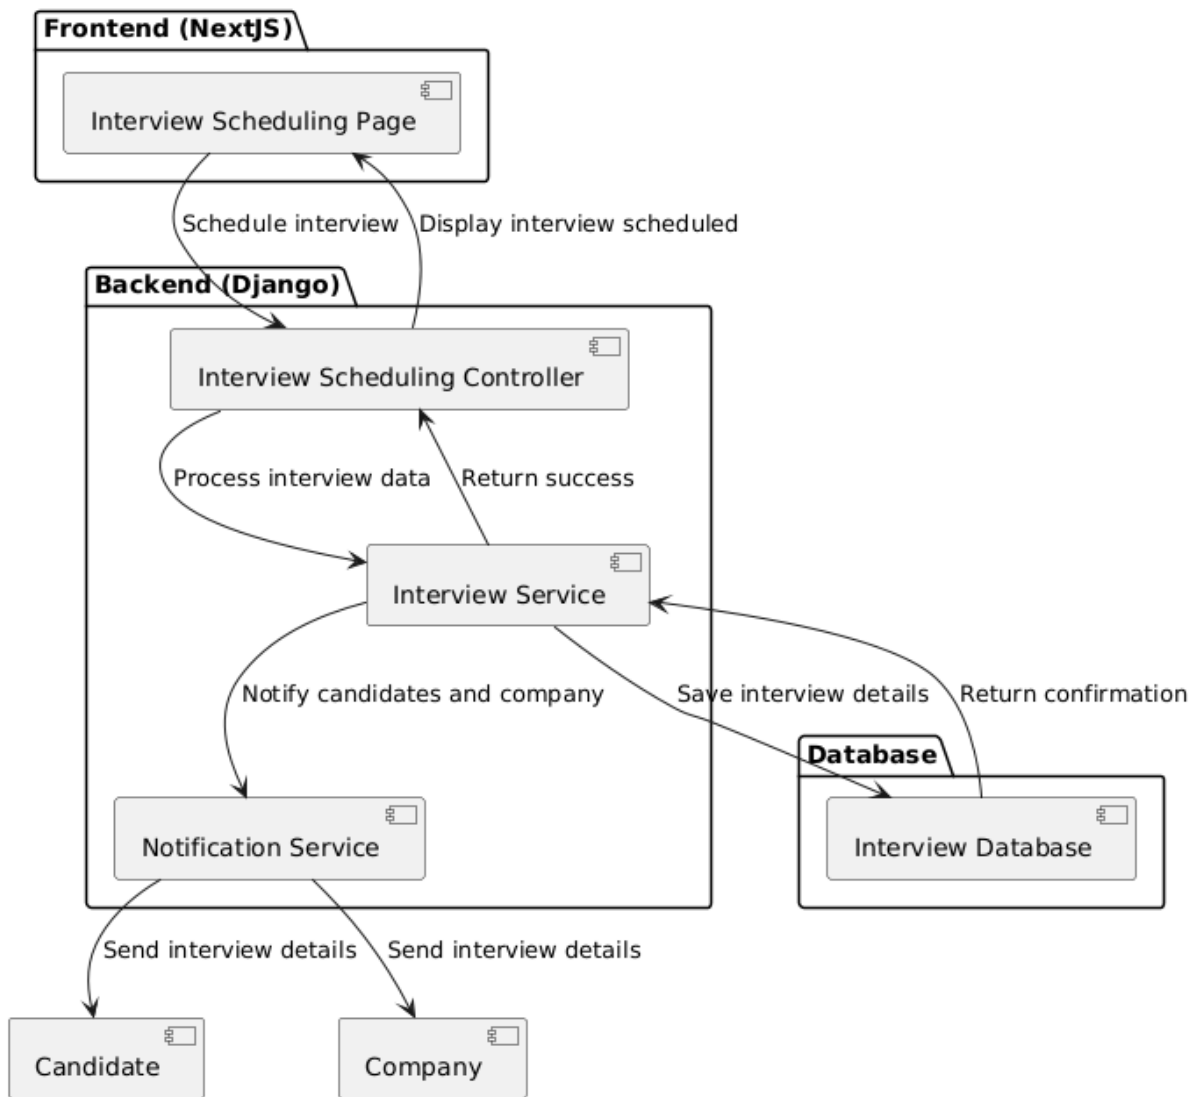 Frontend (NextJS)
Interview Scheduling Page
Schedule interview
Display interview scheduled
Backend (Django)
Interview Scheduling Controller
Process interview data
Return success
Interview Service
Notify candidates and company
Save interview details
Return confirmation
Database
Notification Service
Interview Database
Send interview details
Send interview details
Candidate
Company